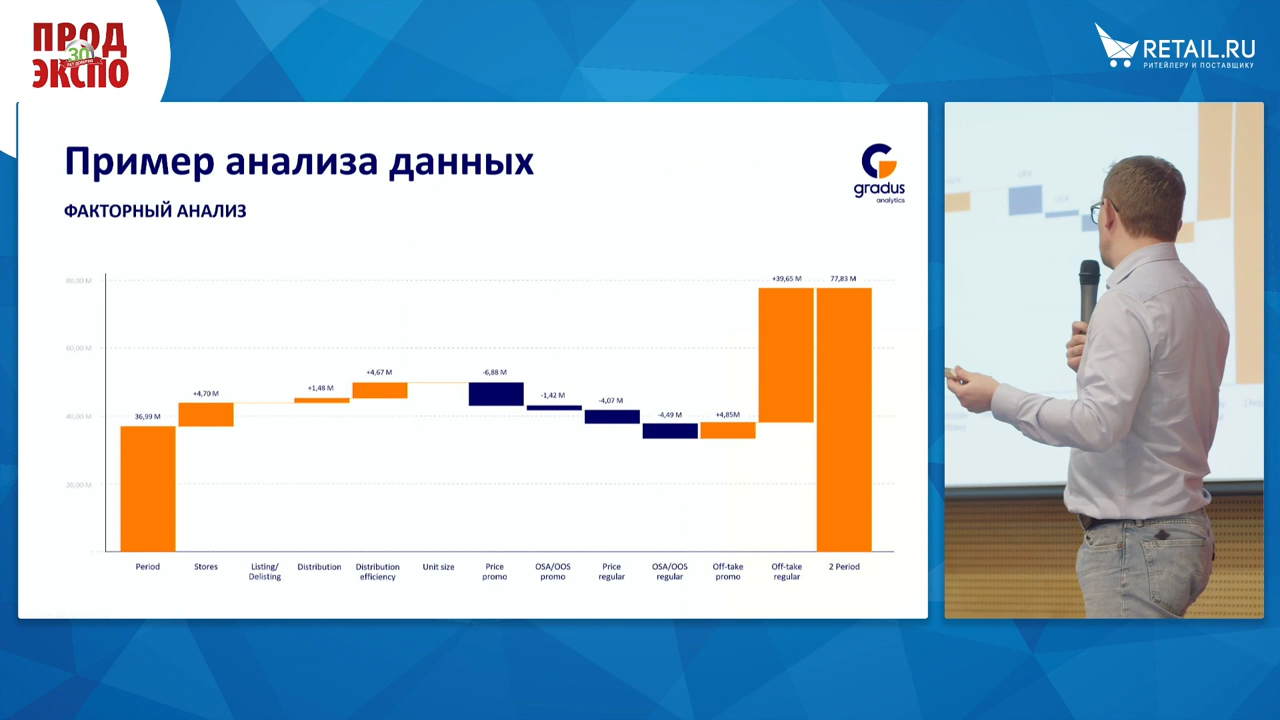 ПРОД
30
ЛЕТ ДОВЕРИЯ
ЭКСПО
RETAIL.RU
РИТЕЙЛЕРУ И ПОСТАВЩИКУ
Пример анализа данных
ФАКТОРНЫЙ АНАЛИЗ
gradus
analytics
80,00 M
60,00 M
40,00 M
20,00 M
36,99 M
+4,70 M
+1,48 M
+4,67 M
-6,88 M
-1,42 M
-4,07 M
-4,49 M
+4,85M
+39,65 M
77,83 M
Period
Stores
Listing/
Delisting
Distribution
Distribution
efficiency
Unit size
Price
promo
OSA/OOS
promo
Price
regular
OSA/OOS
regular
Off-take
promo
Off-take
regular
2 Period